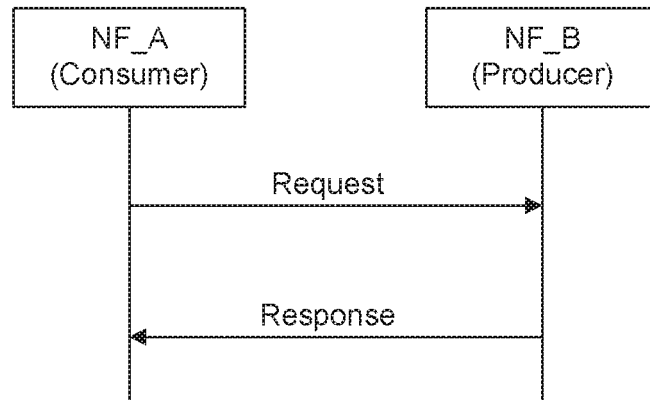 NF_A
(Consumer)
NF_B
(Producer)
Request
Response